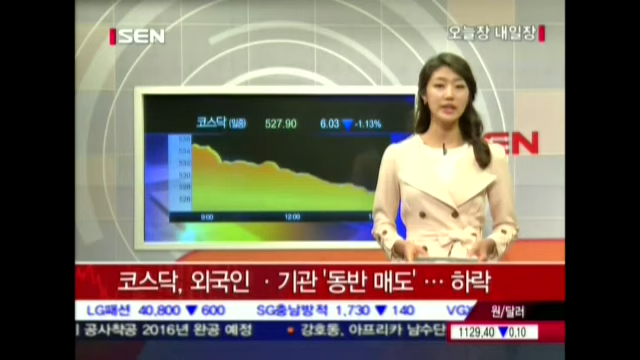 SEN
오늘장 내일장
코스닥 (일중) 527.90 6.03 ▼ -1.13%
530
528
9:00 12:00
SEN
코스닥, 외국인 · 기관 '동반 매도' … 하락
LG패션 40,800 ▼ 600 SG충남방적 1,730 ▼ 140
원/달러
공사착공 2016년 완공 예정 • 강호동, 아프리카 남수단
1129.40 ▼ 0.10